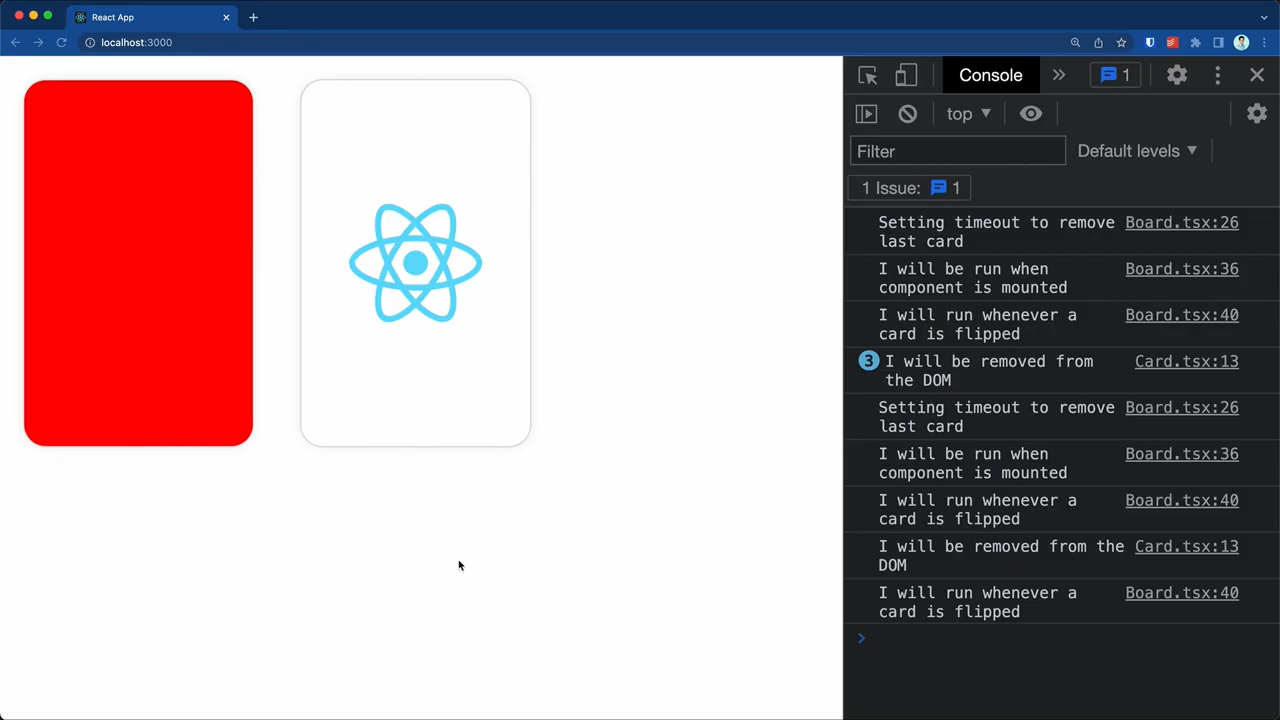 React App
localhost:3000
Console
1
top
Filter
Default levels
1 Issue: 1
Setting timeout to remove Board.tsx:26
last card
I will be run when Board.tsx:36
component is mounted
I will run whenever a Board.tsx:40
card is flipped
3 I will be removed from Card.tsx:13
the DOM
Setting timeout to remove Board.tsx:26
last card
I will be run when Board.tsx:36
component is mounted
I will run whenever a Board.tsx:40
card is flipped
I will be removed from the Card.tsx:13
DOM
I will run whenever a Board.tsx:40
card is flipped